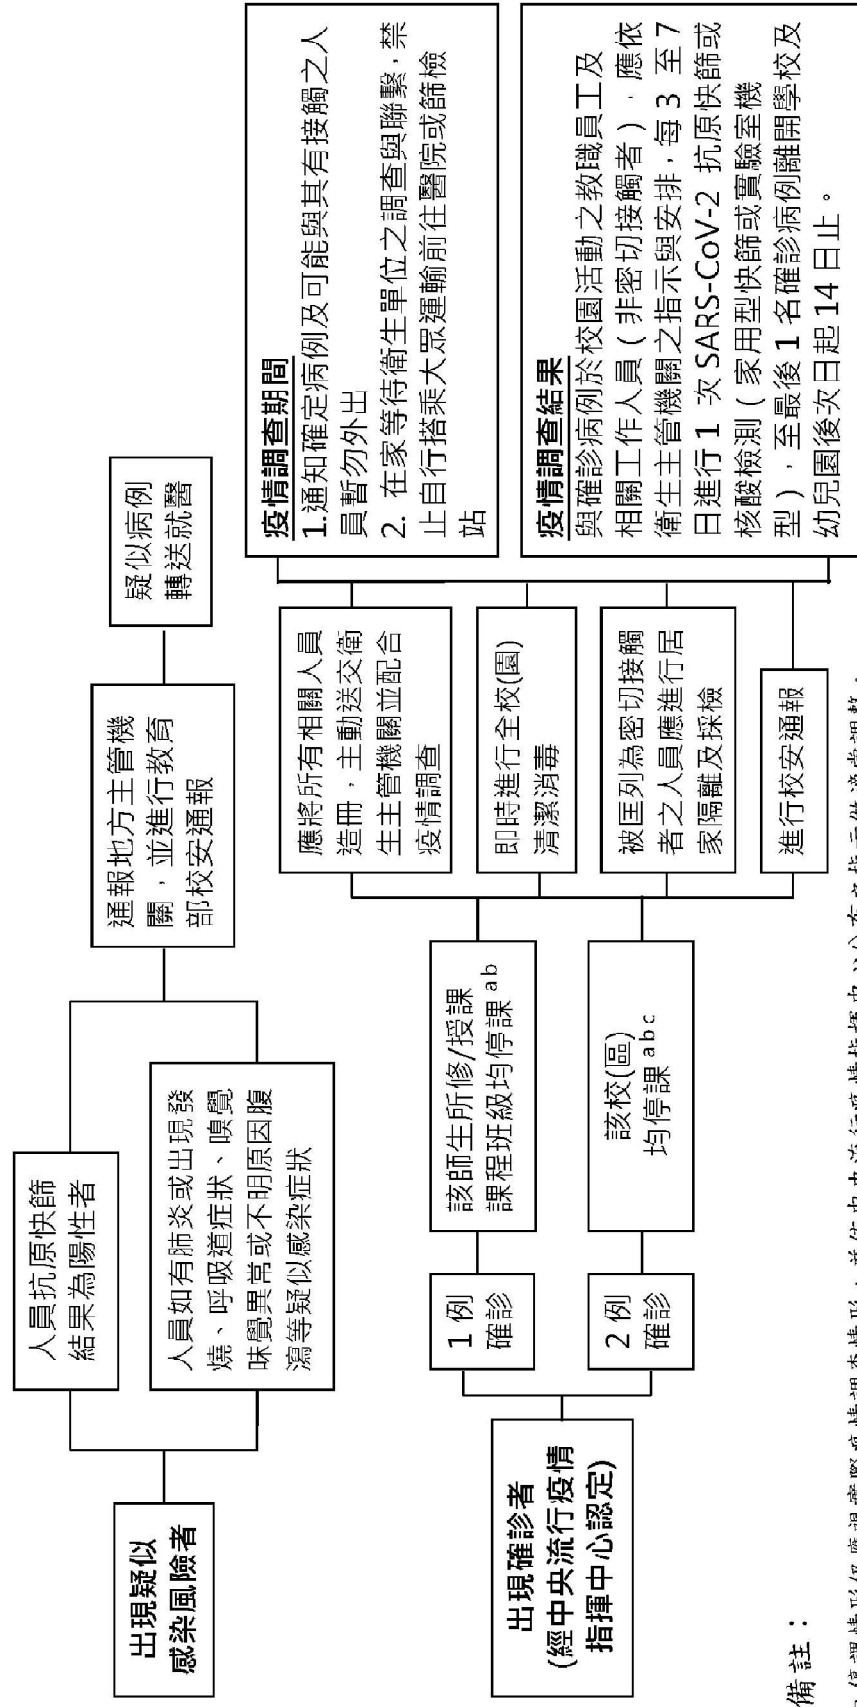 出現疑似
感染風險者
人員抗原快篩
結果為陽性者
人員如有肺炎或出現發
燒、呼吸道症狀、嗅覺
味覺異常或不明原因腹
瀉等疑似感染症狀
通報地方主管機
關，並進行教育
部校安通報
疑似病例
轉送就醫
出現確診者
(經中央流行疫情
指揮中心認定)
1 例
確診
2 例
確診
該師生所修/授課
課程班級均停課 ab
該校(區)
均停課 abc
應將所有相關人員
造冊，主動送交衛
生主管機關並配合
疫情調查
即時進行全校(園)
清潔消毒
被匡列為密切接觸
者之人員應進行居
家隔離及採檢
進行校安通報
疫情調查期間
1.通知確定病例及可能與其有接觸之人
員暫勿外出
2. 在家等待衛生單位之調查與聯繫，禁
止自行搭乘大眾運輸前往醫院或篩檢
站
疫情調查結果
與確診病例於校園活動之教職員工及
相關工作人員（非密切接觸者），應依
衛生主管機關之指示與安排，每 3 至 7
日進行 1 次 SARS-CoV-2 抗原快篩或
核酸檢測（家用型快篩或實驗室機
型），至最後 1 名確診病例離開學校及
幼兒園後次日起 14 日止。
備註：